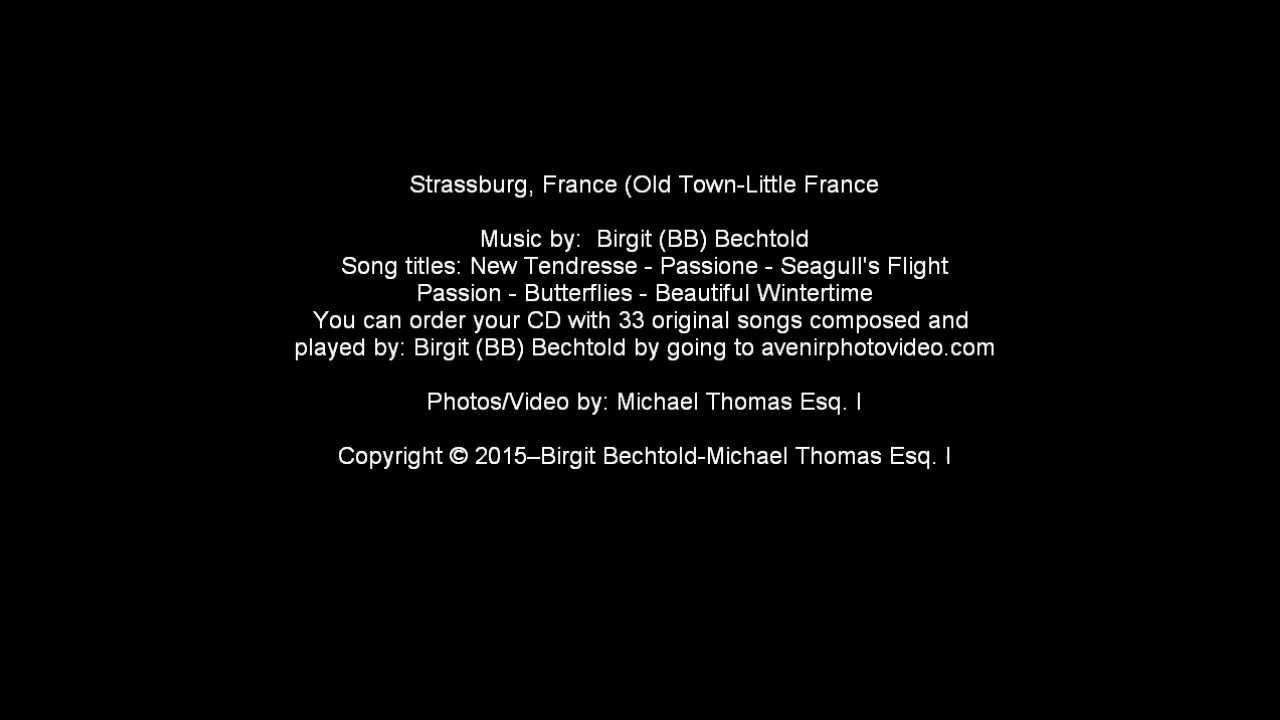 Strassburg, France (Old Town-Little France
Music by:  Birgit (BB) Bechtold
Song titles: New Tendresse - Passione - Seagull's Flight
Passion - Butterflies - Beautiful Wintertime
You can order your CD with 33 original songs composed and
played by: Birgit (BB) Bechtold by going to avenirphotovideo.com
Photos/Video by: Michael Thomas Esq. I
Copyright © 2015–Birgit Bechtold-Michael Thomas Esq. I